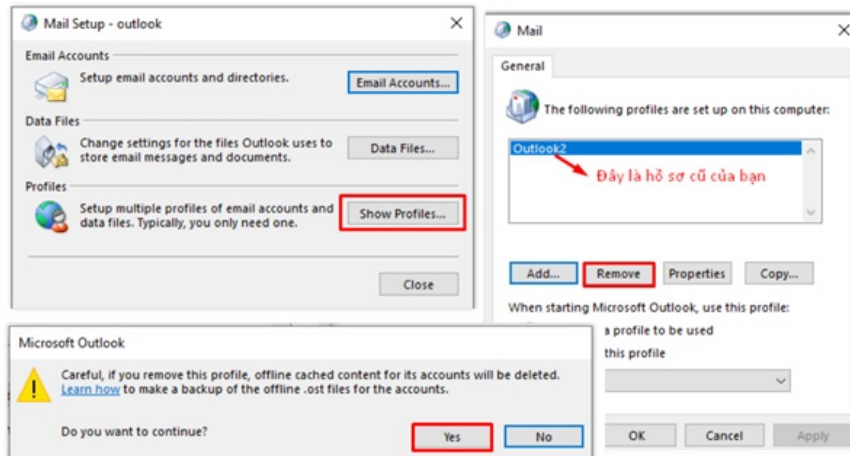 Mail Setup - outlook
Email Accounts
Setup email accounts and directories.
Email Accounts...
Data Files
Change settings for the files Outlook uses to
store email messages and documents.
Data Files...
Profiles
Setup multiple profiles of email accounts and
data files. Typically, you only need one.
Show Profiles...
Close
Mail
General
The following profiles are set up on this computer:
Outlook2
Đây là hồ sơ cũ của bạn
Add...
Remove
Properties
Copy...
When starting Microsoft Outlook, use this profile:
a profile to be used
this profile
OK
Cancel
Apply
Microsoft Outlook
Careful, if you remove this profile, offline cached content for its accounts will be deleted.
Learn how to make a backup of the offline .ost files for the accounts.
Do you want to continue?
Yes
No